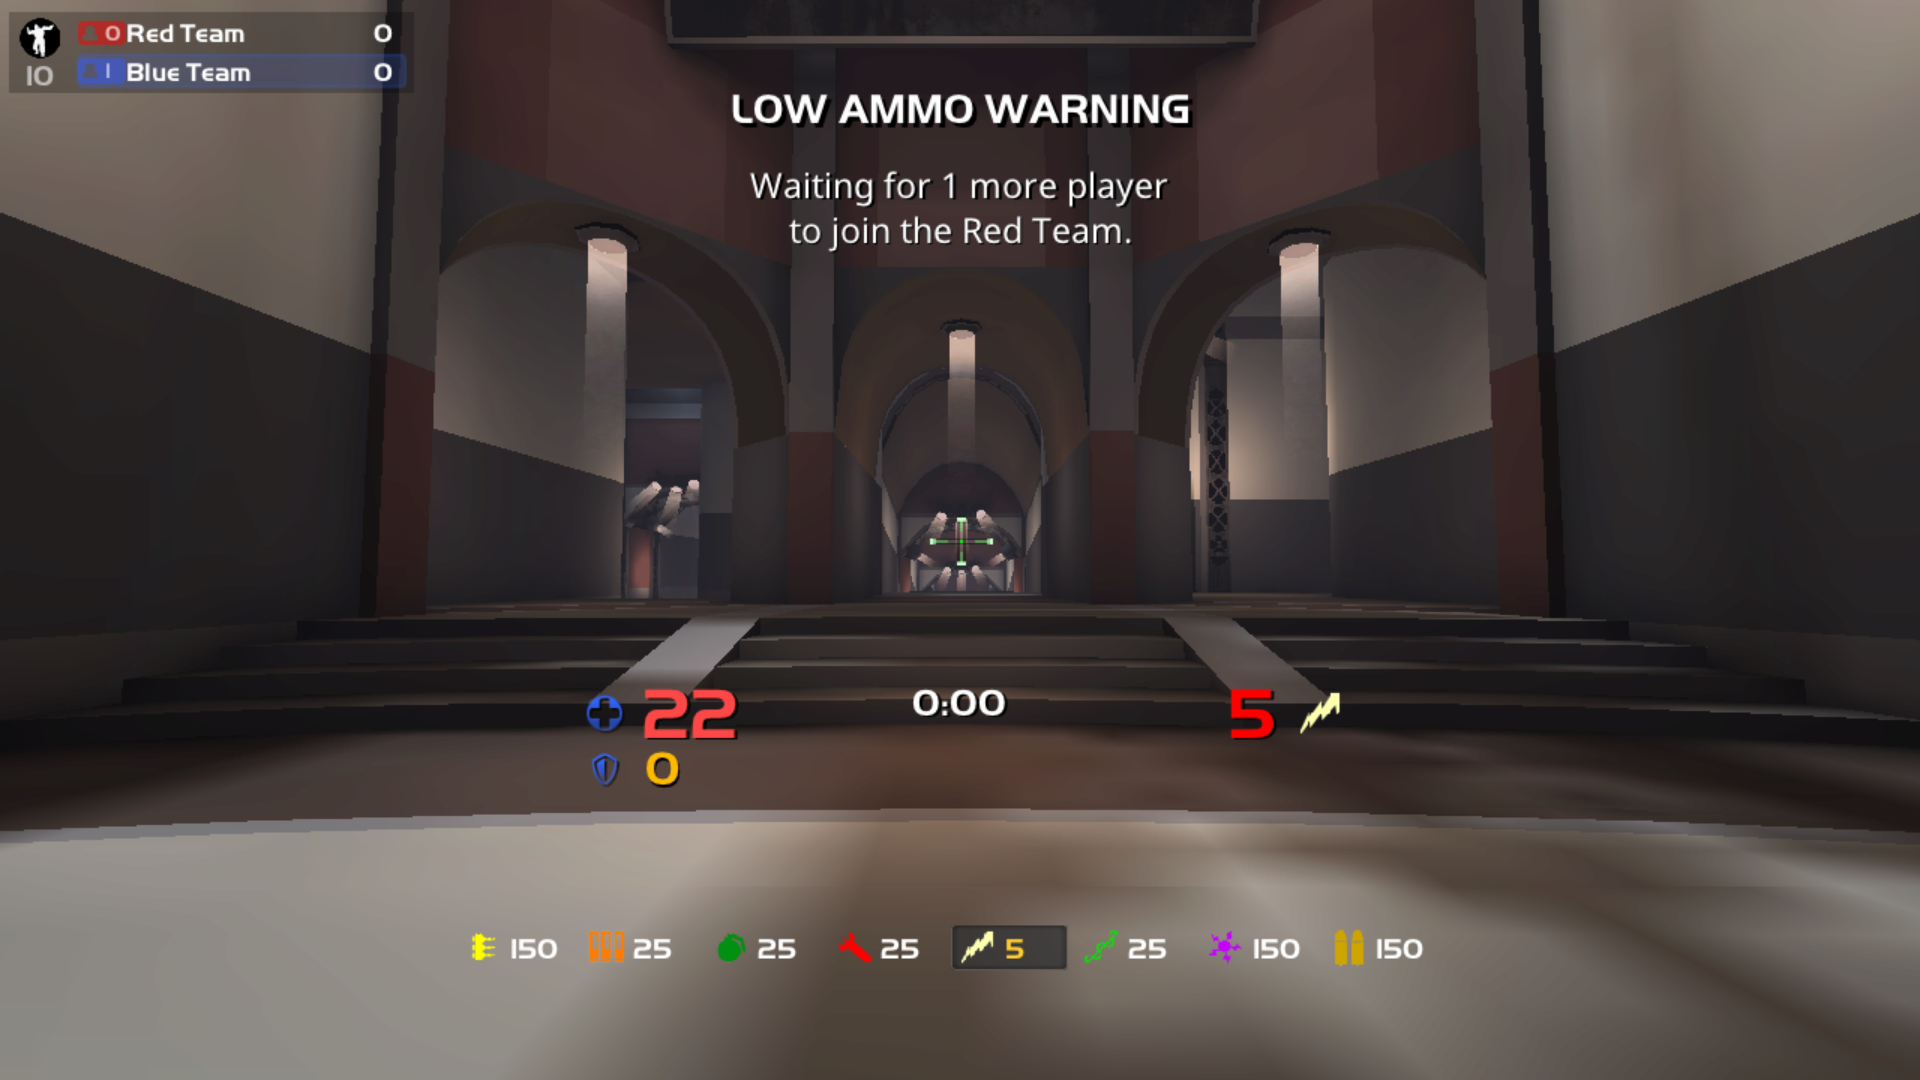 0 Red Team 0
10 1 Blue Team 0
LOW AMMO WARNING
Waiting for 1 more player
to join the Red Team.
22 0:00 5
0
150 25 25 25 5 25 150 150